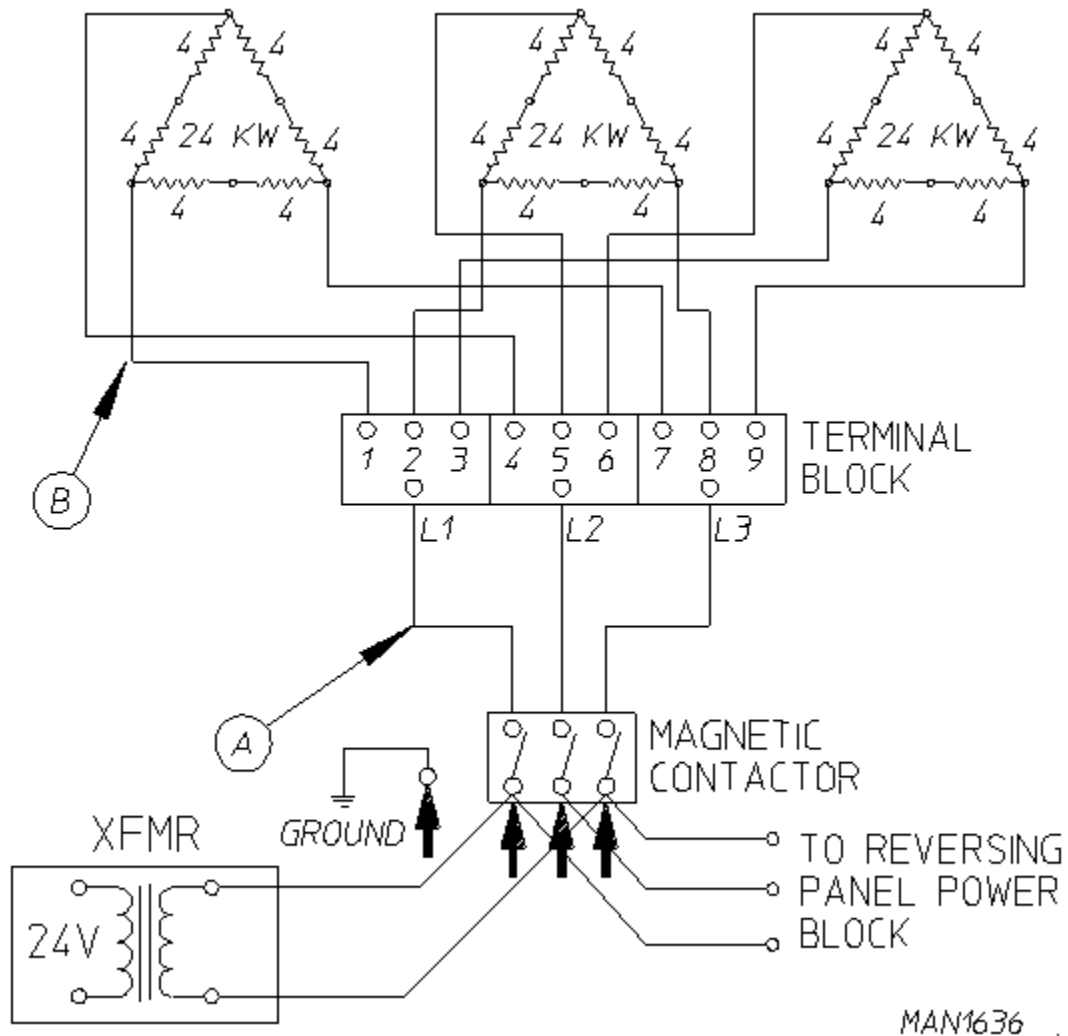 4 4 4 4 4 4
4 24 KW 4 4 24 KW 4 4 24 KW 4
4 4 4 4 4 4
1 2 3 4 5 6 7 8 9
TERMINAL
BLOCK
B
L1 L2 L3
A
MAGNETIC
CONTACTOR
GROUND
XFMR
24V
TO REVERSING
PANEL POWER
BLOCK
MAN1636